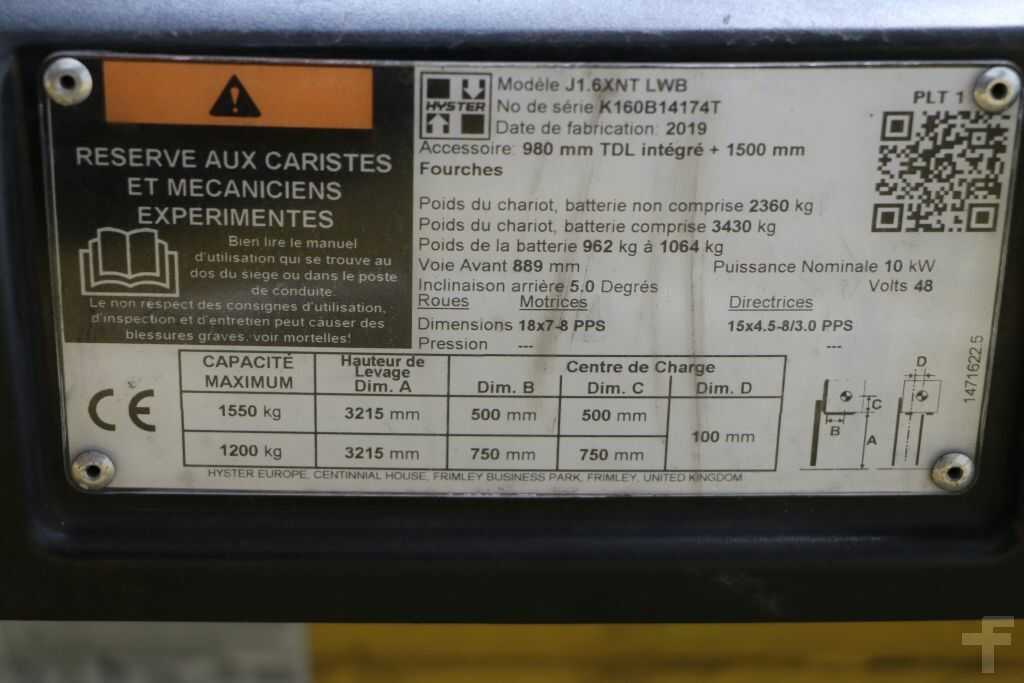 RESERVE AUX CARISTES
ET MECANICIENS
EXPERIMENTES
Bien lire le manuel
d'utilisation qui se trouve au
dos du siege ou dans le poste
de conduite.
Le non respect des consignes d'utilisation,
d'inspection et d'entretien peut causer des
blessures graves, voir mortelles!
HYSTER
Modèle J1.6XNT LWB
No de série K160B14174T
Date de fabrication: 2019
PLT 1
Accessoire: 980 mm TDL intégré + 1500 mm
Fourches
Poids du chariot, batterie non comprise 2360 kg
Poids du chariot, batterie comprise 3430 kg
Poids de la batterie 962 kg à 1064 kg
Voie Avant 889 mm Puissance Nominale 10 kW
Inclinaison arrière 5.0 Degrés Volts 48
Roues Motrices Directrices
Dimensions 18x7-8 PPS 15x4.5-8/3.0 PPS
Pression --- ---
CE
CAPACITÉ MAXIMUM Hauteur de Levage Dim. A Centre de Charge
Dim. B Dim. C Dim. D
1550 kg 3215 mm 500 mm 500 mm 100 mm
1200 kg 3215 mm 750 mm 750 mm
D
C
B
A
1471622.5
HYSTER EUROPE, CENTINNIAL HOUSE, FRIMLEY BUSINESS PARK, FRIMLEY, UNITED KINGDOM